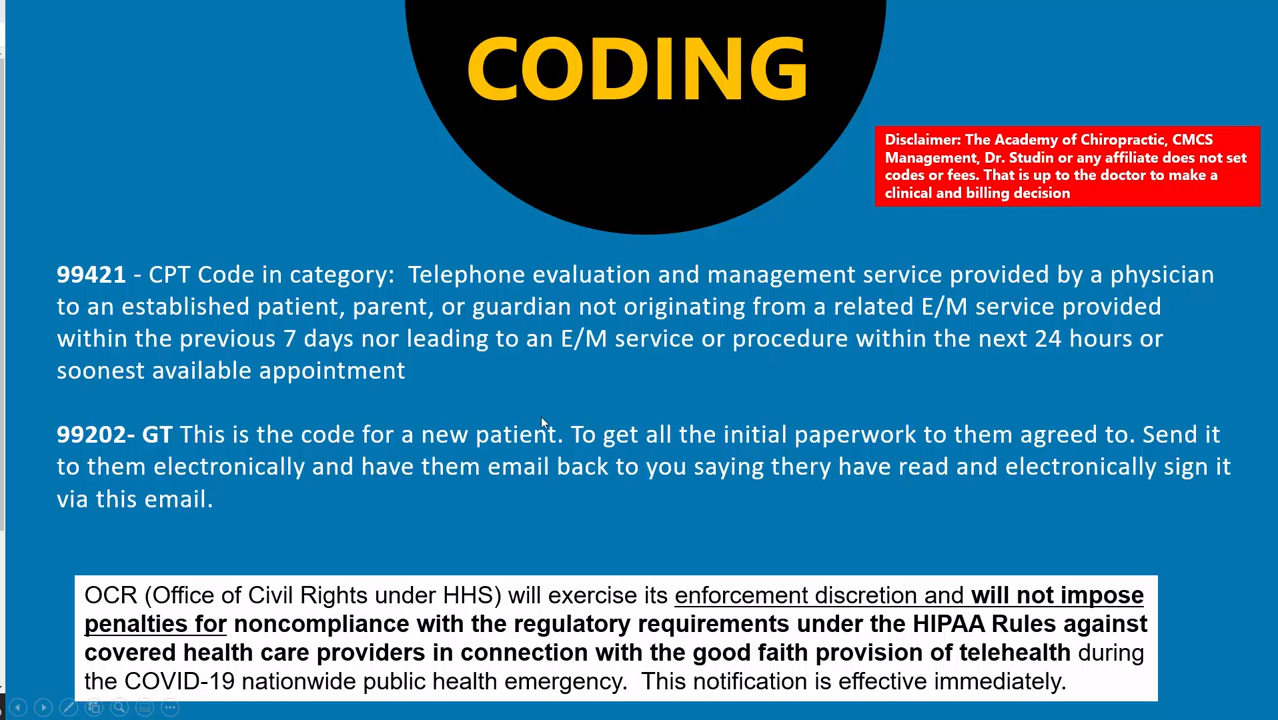 CODING
Disclaimer: The Academy of Chiropractic, CMCS
Management, Dr. Studin or any affiliate does not set
codes or fees. That is up to the doctor to make a
clinical and billing decision
99421 - CPT Code in category:  Telephone evaluation and management service provided by a physician
to an established patient, parent, or guardian not originating from a related E/M service provided
within the previous 7 days nor leading to an E/M service or procedure within the next 24 hours or
soonest available appointment
99202- GT This is the code for a new patient. To get all the initial paperwork to them agreed to. Send it
to them electronically and have them email back to you saying thery have read and electronically sign it
via this email.
OCR (Office of Civil Rights under HHS) will exercise its enforcement discretion and will not impose
penalties for noncompliance with the regulatory requirements under the HIPAA Rules against
covered health care providers in connection with the good faith provision of telehealth during
the COVID-19 nationwide public health emergency.  This notification is effective immediately.